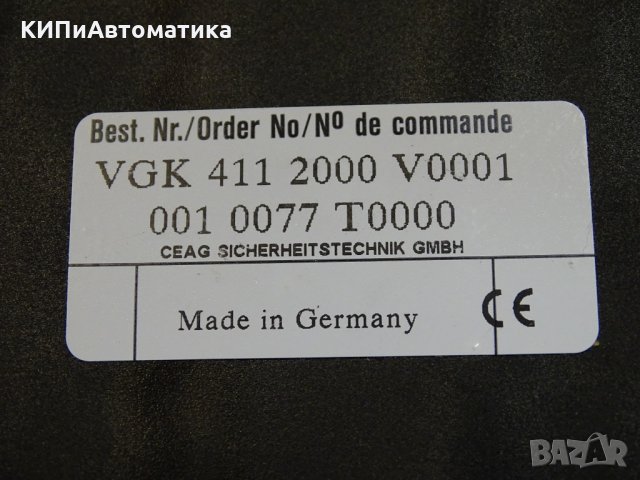 КИПиАвтоматика
Best. Nr./Order No/Nº de commande
VGK 411 2000 V0001
001 0077 T0000
CEAG SICHERHEITSTECHNIK GMBH
Made in Germany CE
BAZAR